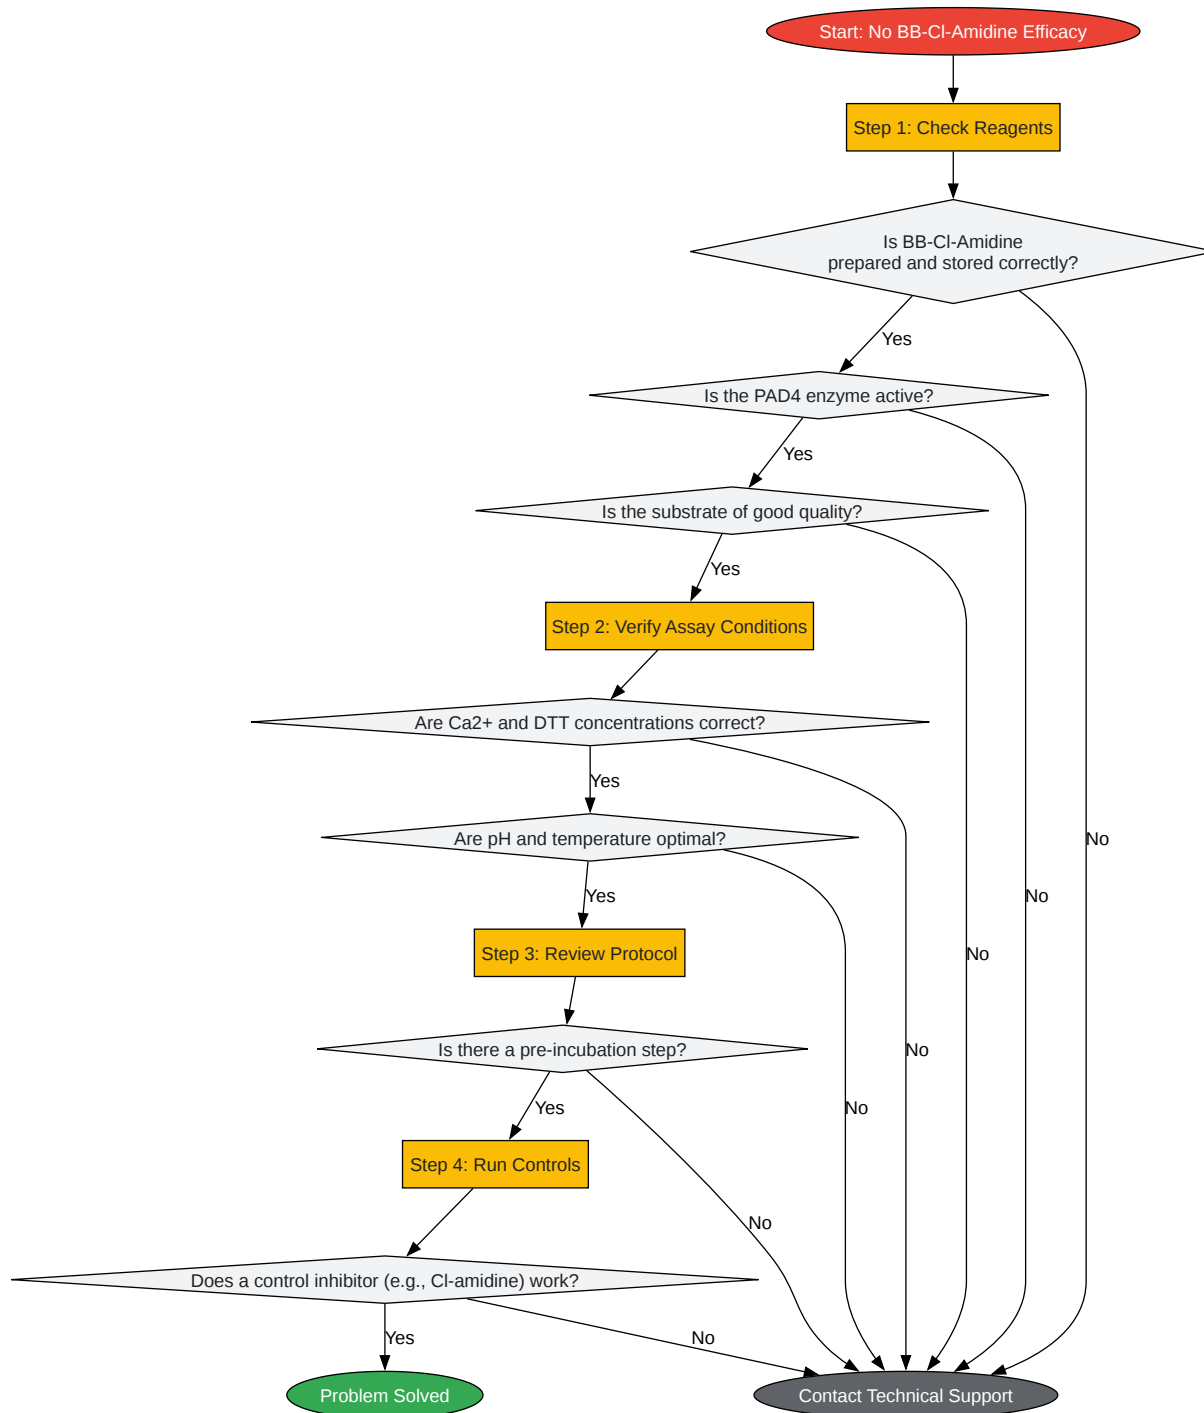 Start: No BB-Cl-Amidine Efficacy
Step 1: Check Reagents
Is BB-Cl-Amidine
prepared and stored correctly?
Yes
Is the PAD4 enzyme active?
Yes
Is the substrate of good quality?
Yes
Step 2: Verify Assay Conditions
Are Ca2+ and DTT concentrations correct?
Yes
Are pH and temperature optimal?
No
Yes
No
Step 3: Review Protocol
No
Is there a pre-incubation step?
No
Yes
No
Step 4: Run Controls
No
Does a control inhibitor (e.g., Cl-amidine) work?
Yes
No
Problem Solved
Contact Technical Support